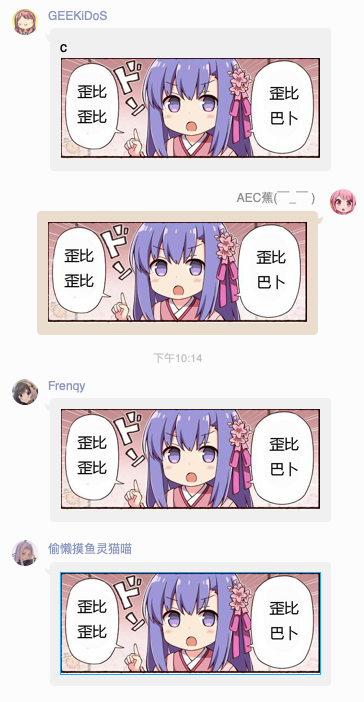 GEEKiDoS
C
歪比
歪比
ドン
歪比
巴卜
AEC蕉(￣_￣ )
歪比
歪比
ドン
歪比
巴卜
下午10:14
Frenqy
歪比
歪比
ドン
歪比
巴卜
偷懒摸鱼灵猫喵
歪比
歪比
ドン
歪比
巴卜